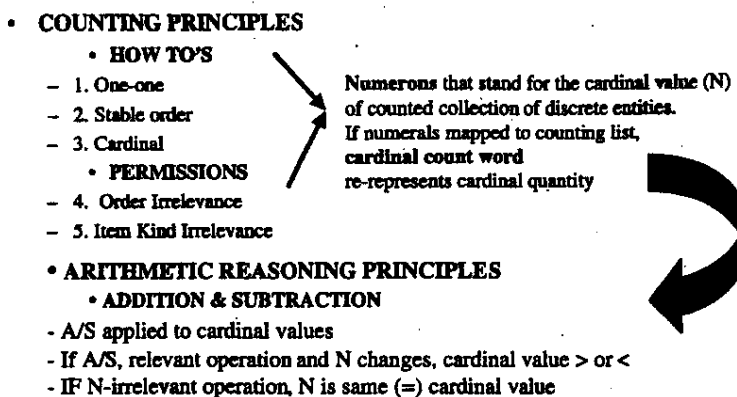 • COUNTING PRINCIPLES
• HOW TO'S
– 1. One-one
– 2. Stable order
– 3. Cardinal
• PERMISSIONS
– 4. Order Irrelevance
– 5. Item Kind Irrelevance
Numerons that stand for the cardinal value (N)
of counted collection of discrete entities.
If numerals mapped to counting list,
cardinal count word
re-represents cardinal quantity
• ARITHMETIC REASONING PRINCIPLES
• ADDITION & SUBTRACTION
- A/S applied to cardinal values
- If A/S, relevant operation and N changes, cardinal value > or <
- IF N-irrelevant operation, N is same (=) cardinal value